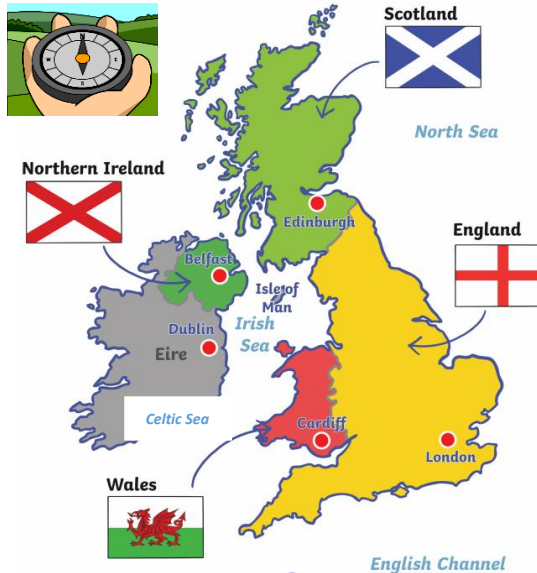 Scotland
North Sea
Northern Ireland
Edinburgh
England
Belfast
Isle of
Man
Irish
Sea
Dublin
Eire
Celtic Sea
Cardiff
London
Wales
English Channel